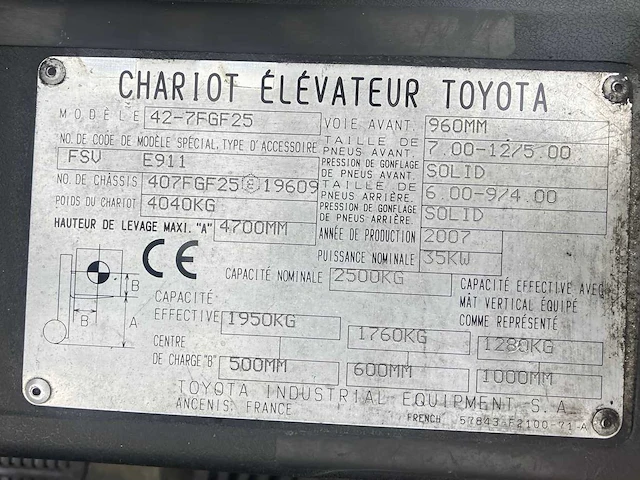 CHARIOT ÉLÉVATEUR TOYOTA
MODÈLE 42-7FGF25 VOIE AVANT. 960MM
NO. DE CODE DE MODÈLE SPÉCIAL, TYPE D'ACCESSOIRE TAILLE DE PNEUS AVANT. 7.00-12/5.00
FSV E911 PRESSION DE GONFLAGE DE PNEUS AVANT. SOLID
NO. DE CHÂSSIS 407FGF25 E 19609 TAILLE DE PNEUS ARRIÈRE. 6.00-9/4.00
POIDS DU CHARIOT 4040KG PRESSION DE GONFLAGE DE PNEUS ARRIÈRE. SOLID
HAUTEUR DE LEVAGE MAXI. "A" 4700MM ANNÉE DE PRODUCTION 2007
PUISSANCE NOMINALE 35KW
CE
CAPACITÉ NOMINALE 2500KG CAPACITÉ EFFECTIVE AVEC
MÂT VERTICAL ÉQUIPÉ
COMME REPRÉSENTÉ
B
B
A
CAPACITÉ
EFFECTIVE 1950KG 1760KG 1280KG
CENTRE
DE CHARGE "B" 500MM 600MM 1000MM
TOYOTA INDUSTRIAL EQUIPMENT S.A.
ANCENIS. FRANCE FRENCH 57843-F2100-71-A